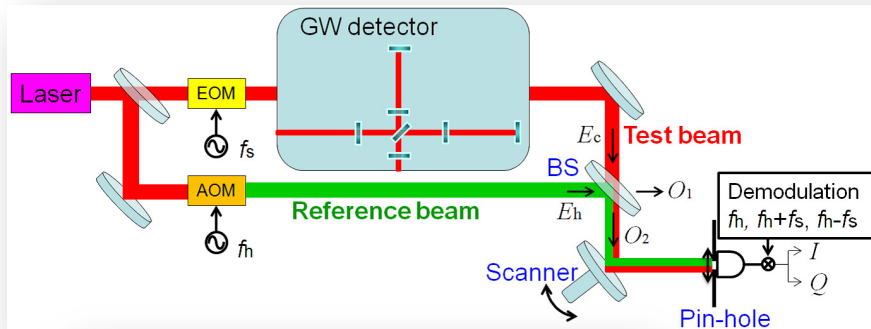 GW detector
Laser
EOM
fs
Ec
Test beam
BS
AOM
Reference beam
Eh
O1
Demodulation
fh, fh+fs, fh-fs
fh
O2
I
Scanner
Q
Pin-hole